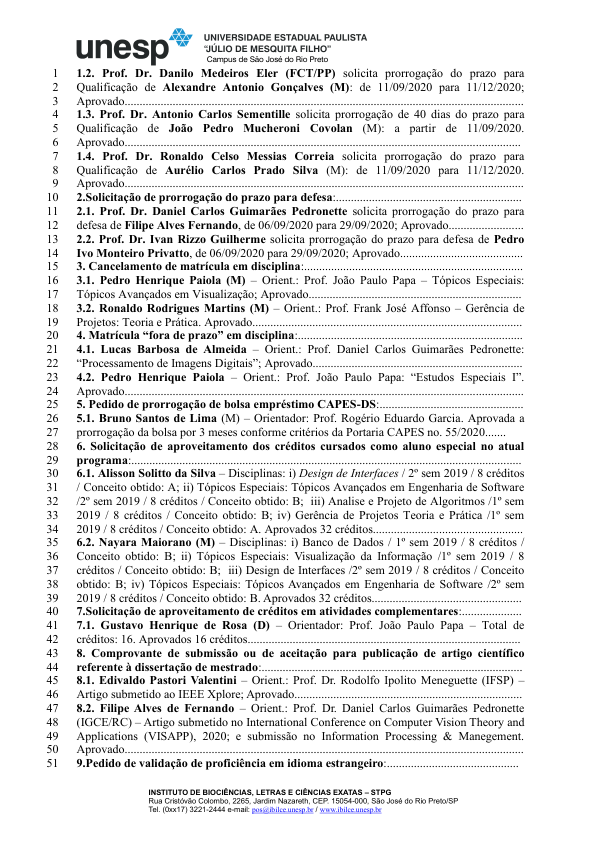 unesp
UNIVERSIDADE ESTADUAL PAULISTA
"JÚLIO DE MESQUITA FILHO"
Campus de São José do Rio Preto
1 1.2. Prof. Dr. Danilo Medeiros Eler (FCT/PP) solicita prorrogação do prazo para
2 Qualificação de Alexandre Antonio Gonçalves (M): de 11/09/2020 para 11/12/2020;
3 Aprovado....................................................................................................................................
4 1.3. Prof. Dr. Antonio Carlos Sementille solicita prorrogação de 40 dias do prazo para
5 Qualificação de João Pedro Mucheroni Covolan (M): a partir de 11/09/2020.
6 Aprovado...................................................................................................................................
7 1.4. Prof. Dr. Ronaldo Celso Messias Correia solicita prorrogação do prazo para
8 Qualificação de Aurélio Carlos Prado Silva (M): de 11/09/2020 para 11/12/2020.
9 Aprovado....................................................................................................................................
10 2.Solicitação de prorrogação do prazo para defesa:..............................................................
11 2.1. Prof. Dr. Daniel Carlos Guimarães Pedronette solicita prorrogação do prazo para
12 defesa de Filipe Alves Fernando, de 06/09/2020 para 29/09/2020; Aprovado.........................
13 2.2. Prof. Dr. Ivan Rizzo Guilherme solicita prorrogação do prazo para defesa de Pedro
14 Ivo Monteiro Privatto, de 06/09/2020 para 29/09/2020; Aprovado.........................................
15 3. Cancelamento de matrícula em disciplina:.........................................................................
16 3.1. Pedro Henrique Paiola (M) – Orient.: Prof. João Paulo Papa – Tópicos Especiais:
17 Tópicos Avançados em Visualização; Aprovado.......................................................................
18 3.2. Ronaldo Rodrigues Martins (M) – Orient.: Prof. Frank José Affonso – Gerência de
19 Projetos: Teoria e Prática. Aprovado.........................................................................................
20 4. Matrícula “fora de prazo” em disciplina:...........................................................................
21 4.1. Lucas Barbosa de Almeida – Orient.: Prof. Daniel Carlos Guimarães Pedronette:
22 “Processamento de Imagens Digitais”; Aprovado.....................................................................
23 4.2. Pedro Henrique Paiola – Orient.: Prof. João Paulo Papa: “Estudos Especiais I”.
24 Aprovado...................................................................................................................................
25 5. Pedido de prorrogação de bolsa empréstimo CAPES-DS:................................................
26 5.1. Bruno Santos de Lima (M) – Orientador: Prof. Rogério Eduardo Garcia. Aprovada a
27 prorrogação da bolsa por 3 meses conforme critérios da Portaria CAPES no. 55/2020.......
28 6. Solicitação de aproveitamento dos créditos cursados como aluno especial no atual
29 programa:..................................................................................................................................
30 6.1. Alisson Solitto da Silva – Disciplinas: i) Design de Interfaces / 2º sem 2019 / 8 créditos
31 / Conceito obtido: A; ii) Tópicos Especiais: Tópicos Avançados em Engenharia de Software
32 /2º sem 2019 / 8 créditos / Conceito obtido: B; iii) Analise e Projeto de Algoritmos /1º sem
33 2019 / 8 créditos / Conceito obtido: B; iv) Gerência de Projetos Teoria e Prática /1º sem
34 2019 / 8 créditos / Conceito obtido: A. Aprovados 32 créditos..................................................
35 6.2. Nayara Maiorano (M) – Disciplinas: i) Banco de Dados / 1º sem 2019 / 8 créditos /
36 Conceito obtido: B; ii) Tópicos Especiais: Visualização da Informação /1º sem 2019 / 8
37 créditos / Conceito obtido: B; iii) Design de Interfaces /2º sem 2019 / 8 créditos / Conceito
38 obtido: B; iv) Tópicos Especiais: Tópicos Avançados em Engenharia de Software /2º sem
39 2019 / 8 créditos / Conceito obtido: B. Aprovados 32 créditos..................................................
40 7.Solicitação de aproveitamento de créditos em atividades complementares:....................
41 7.1. Gustavo Henrique de Rosa (D) – Orientador: Prof. João Paulo Papa – Total de
42 créditos: 16. Aprovados 16 créditos...........................................................................................
43 8. Comprovante de submissão ou de aceitação para publicação de artigo científico
44 referente à dissertação de mestrado:.......................................................................................
45 8.1. Edivaldo Pastori Valentini – Orient.: Prof. Dr. Rodolfo Ipolito Meneguette (IFSP) –
46 Artigo submetido ao IEEE Xplore; Aprovado............................................................................
47 8.2. Filipe Alves de Fernando – Orient.: Prof. Dr. Daniel Carlos Guimarães Pedronette
48 (IGCE/RC) – Artigo submetido no International Conference on Computer Vision Theory and
49 Applications (VISAPP), 2020; e submissão no Information Processing & Manegement.
50 Aprovado....................................................................................................................................
51 9.Pedido de validação de proficiência em idioma estrangeiro:............................................
INSTITUTO DE BIOCIÊNCIAS, LETRAS E CIÊNCIAS EXATAS – STPG
Rua Cristóvão Colombo, 2265, Jardim Nazareth, CEP. 15054-000, São José do Rio Preto/SP
Tel. (0xx17) 3221-2444 e-mail: pos@ibilce.unesp.br / www.ibilce.unesp.br